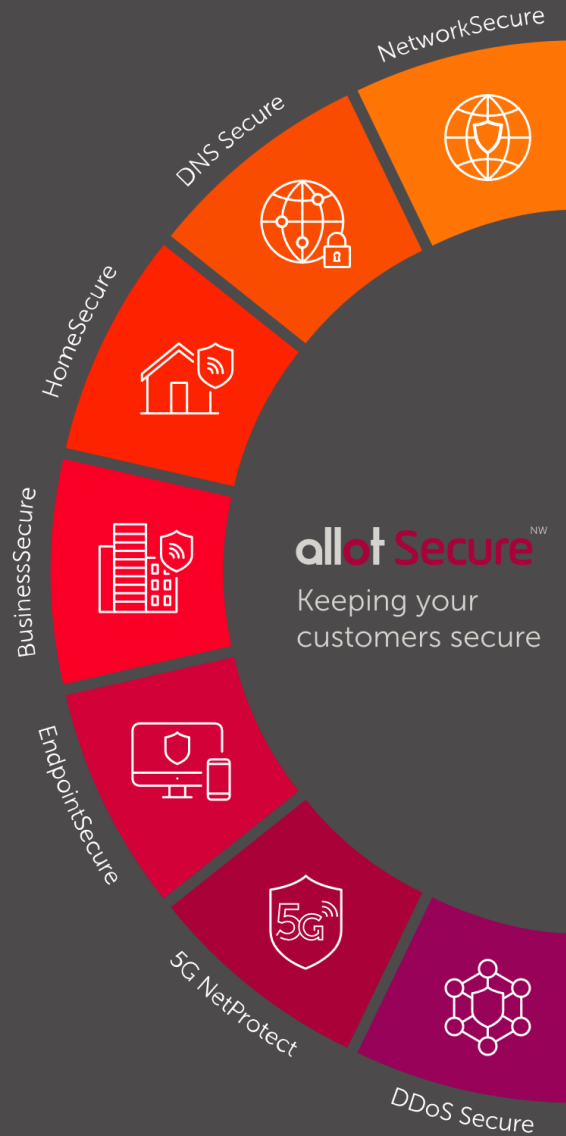 NetworkSecure
DNS Secure
HomeSecure
BusinessSecure
EndpointSecure
5G
5G NetProtect
DDoS Secure
allot Secure NW
Keeping your
customers secure